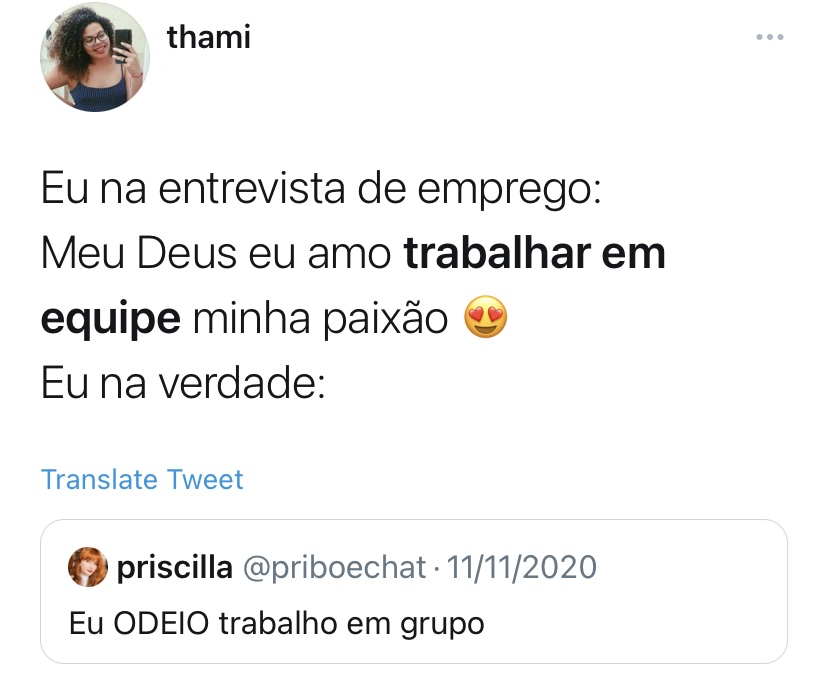 thami
Eu na entrevista de emprego:
Meu Deus eu amo trabalhar em
equipe minha paixão 😍
Eu na verdade:
Translate Tweet
priscilla @priboechat · 11/11/2020
Eu ODEIO trabalho em grupo